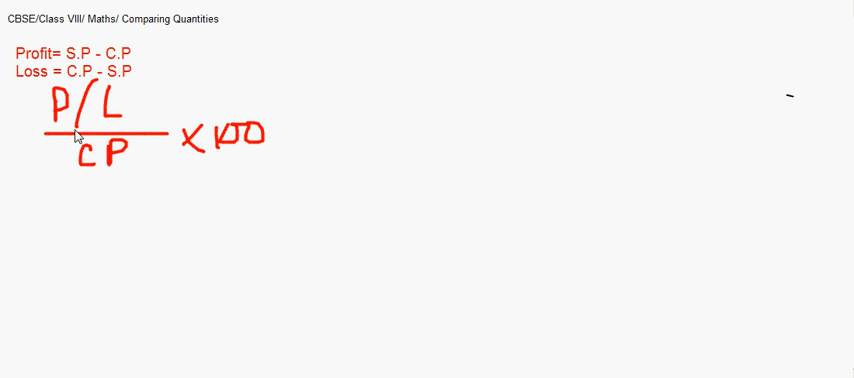 CBSE/Class VIII/ Maths/ Comparing Quantities
Profit= S.P - C.P
Loss = C.P - S.P
P/L
CP
× 100